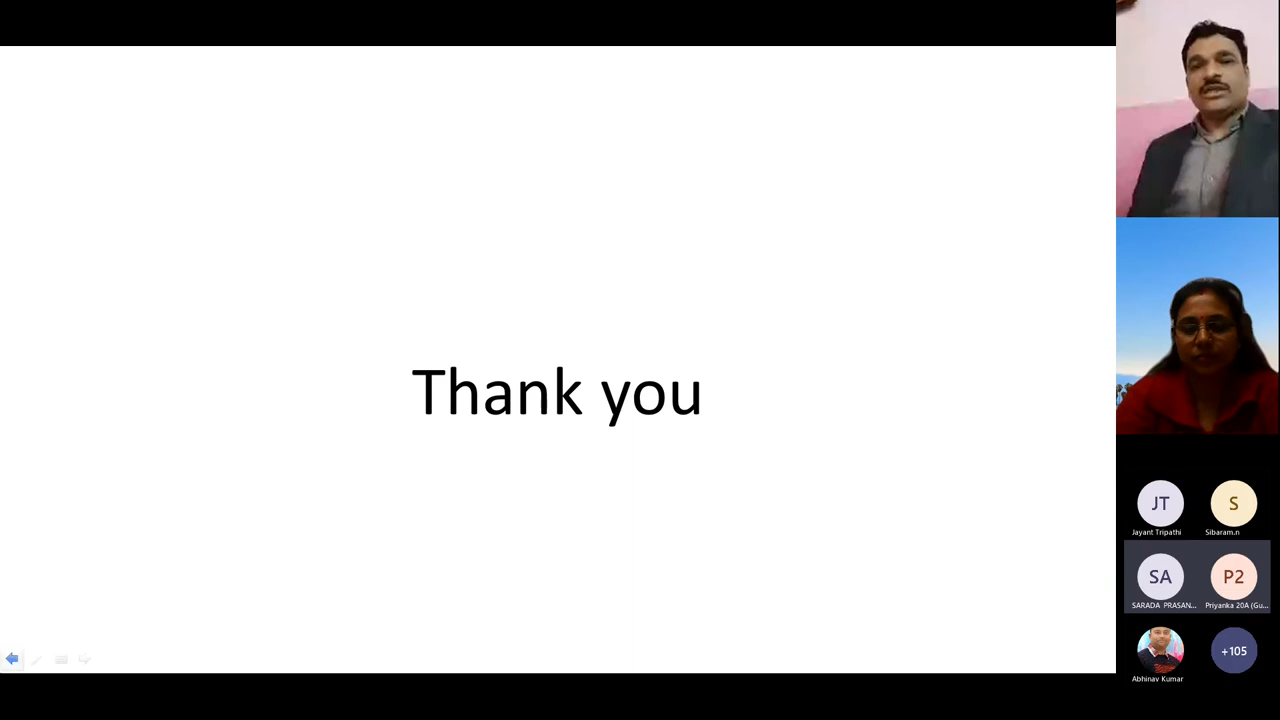 Thank you
JT
S
Jayant Tripathi
Sibaram.n
SA
P2
SARADA PRASAN...
Priyanka 20A (Gu...
+105
Abhinav Kumar